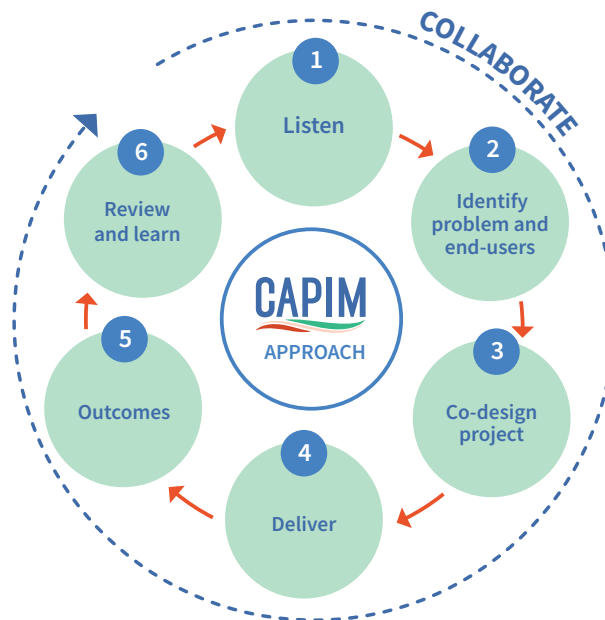 COLLABORATE
1
Listen
2
Identify
problem and
end-users
3
Co-design
project
4
Deliver
5
Outcomes
6
Review
and learn
CAPIM
APPROACH